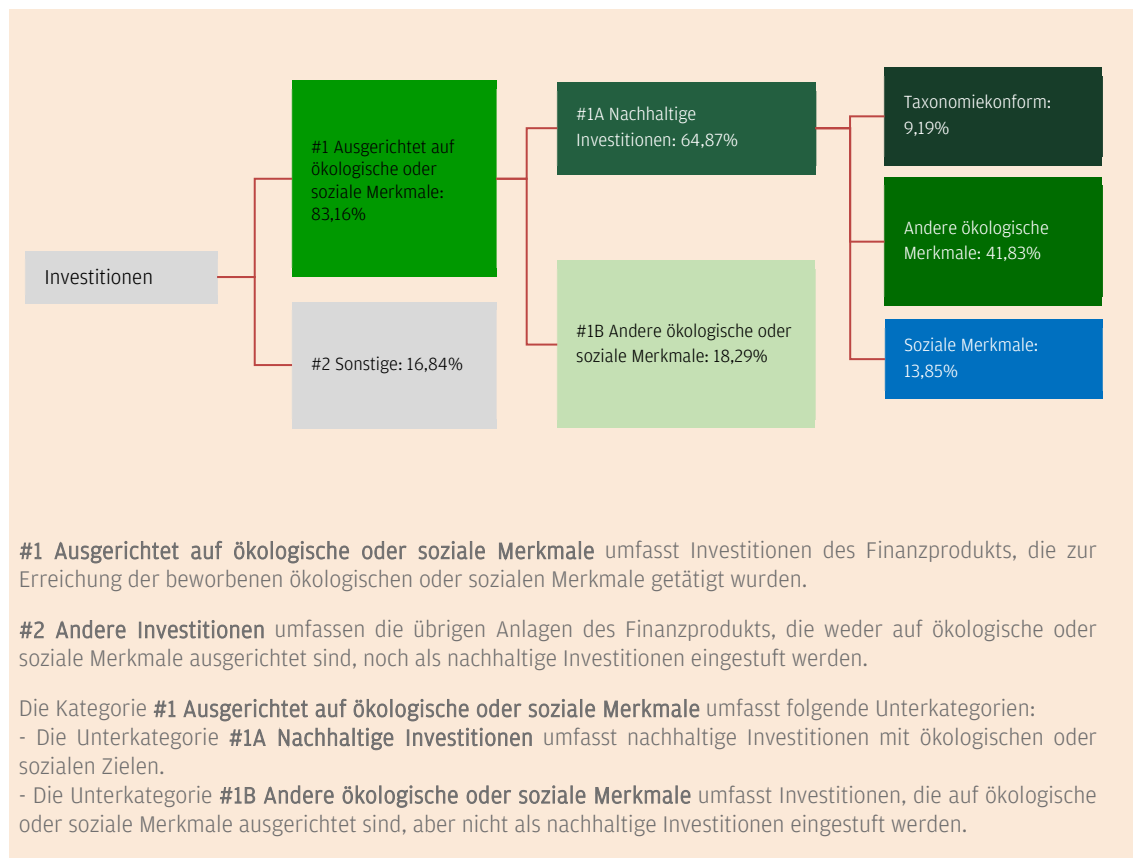 Investitionen
#1 Ausgerichtet auf
ökologische oder
soziale Merkmale:
83,16%
#2 Sonstige: 16,84%
#1A Nachhaltige
Investitionen: 64,87%
#1B Andere ökologische oder
soziale Merkmale: 18,29%
Taxonomiekonform:
9,19%
Andere ökologische
Merkmale: 41,83%
Soziale Merkmale:
13,85%
#1 Ausgerichtet auf ökologische oder soziale Merkmale umfasst Investitionen des Finanzprodukts, die zur
Erreichung der beworbenen ökologischen oder sozialen Merkmale getätigt wurden.
#2 Andere Investitionen umfassen die übrigen Anlagen des Finanzprodukts, die weder auf ökologische oder
soziale Merkmale ausgerichtet sind, noch als nachhaltige Investitionen eingestuft werden.
Die Kategorie #1 Ausgerichtet auf ökologische oder soziale Merkmale umfasst folgende Unterkategorien:
- Die Unterkategorie #1A Nachhaltige Investitionen umfasst nachhaltige Investitionen mit ökologischen oder
sozialen Zielen.
- Die Unterkategorie #1B Andere ökologische oder soziale Merkmale umfasst Investitionen, die auf ökologische
oder soziale Merkmale ausgerichtet sind, aber nicht als nachhaltige Investitionen eingestuft werden.